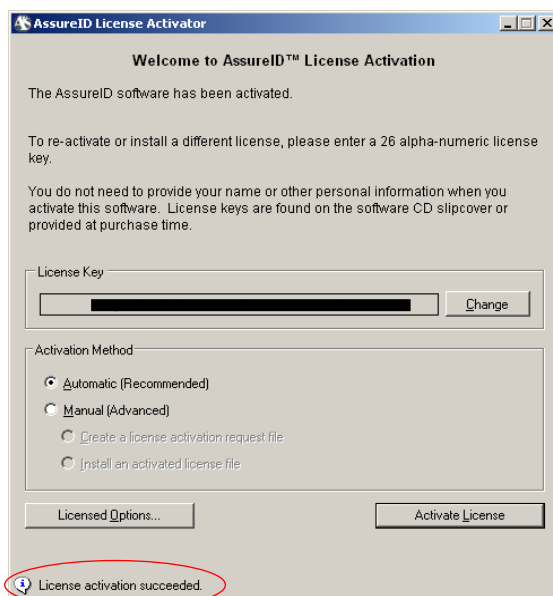 AssureID License Activator
Welcome to AssureID™ License Activation
The AssureID software has been activated.
To re-activate or install a different license, please enter a 26 alpha-numeric license
key.
You do not need to provide your name or other personal information when you
activate this software.  License keys are found on the software CD slipcover or
provided at purchase time.
License Key
Change
Activation Method
Automatic (Recommended)
Manual (Advanced)
Create a license activation request file
Install an activated license file
Licensed Options...
Activate License
License activation succeeded.